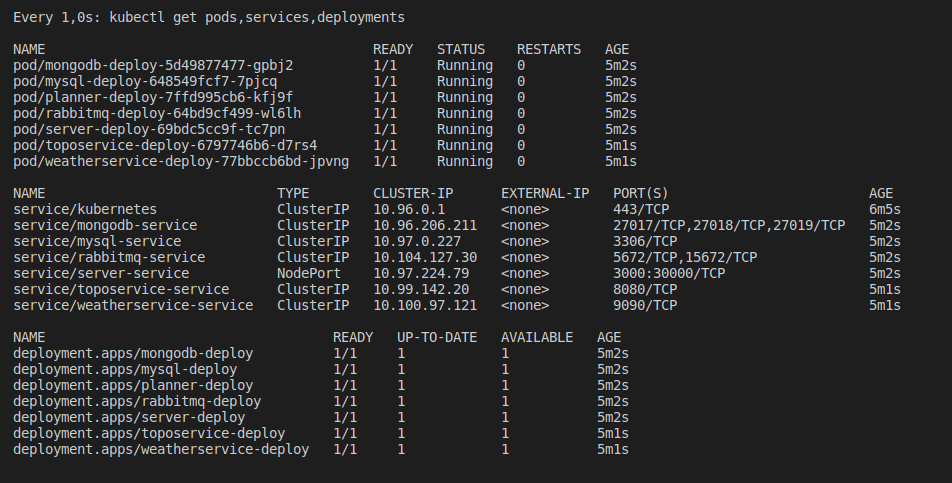 Every 1,0s: kubectl get pods,services,deployments

NAME                                         READY   STATUS    RESTARTS   AGE
pod/mongodb-deploy-5d49877477-gpbj2          1/1     Running   0          5m2s
pod/mysql-deploy-648549fcf7-7pjcq            1/1     Running   0          5m2s
pod/planner-deploy-7ffd995cb6-kfj9f          1/1     Running   0          5m2s
pod/rabbitmq-deploy-64bd9cf499-wl6lh         1/1     Running   0          5m2s
pod/server-deploy-69bdc5cc9f-tc7pn           1/1     Running   0          5m2s
pod/toposervice-deploy-6797746b6-d7rs4       1/1     Running   0          5m1s
pod/weatherservice-deploy-77bbccb6bd-jpvng   1/1     Running   0          5m1s

NAME                             TYPE        CLUSTER-IP      EXTERNAL-IP   PORT(S)                         AGE
service/kubernetes               ClusterIP   10.96.0.1       <none>        443/TCP                         6m5s
service/mongodb-service          ClusterIP   10.96.206.211   <none>        27017/TCP,27018/TCP,27019/TCP   5m2s
service/mysql-service            ClusterIP   10.97.0.227     <none>        3306/TCP                        5m2s
service/rabbitmq-service         ClusterIP   10.104.127.30   <none>        5672/TCP,15672/TCP              5m2s
service/server-service           NodePort    10.97.224.79    <none>        3000:30000/TCP                  5m2s
service/toposervice-service      ClusterIP   10.99.142.20    <none>        8080/TCP                        5m1s
service/weatherservice-service   ClusterIP   10.100.97.121   <none>        9090/TCP                        5m1s

NAME                                    READY   UP-TO-DATE   AVAILABLE   AGE
deployment.apps/mongodb-deploy          1/1     1            1           5m2s
deployment.apps/mysql-deploy            1/1     1            1           5m2s
deployment.apps/planner-deploy          1/1     1            1           5m2s
deployment.apps/rabbitmq-deploy         1/1     1            1           5m2s
deployment.apps/server-deploy           1/1     1            1           5m2s
deployment.apps/toposervice-deploy      1/1     1            1           5m1s
deployment.apps/weatherservice-deploy   1/1     1            1           5m1s